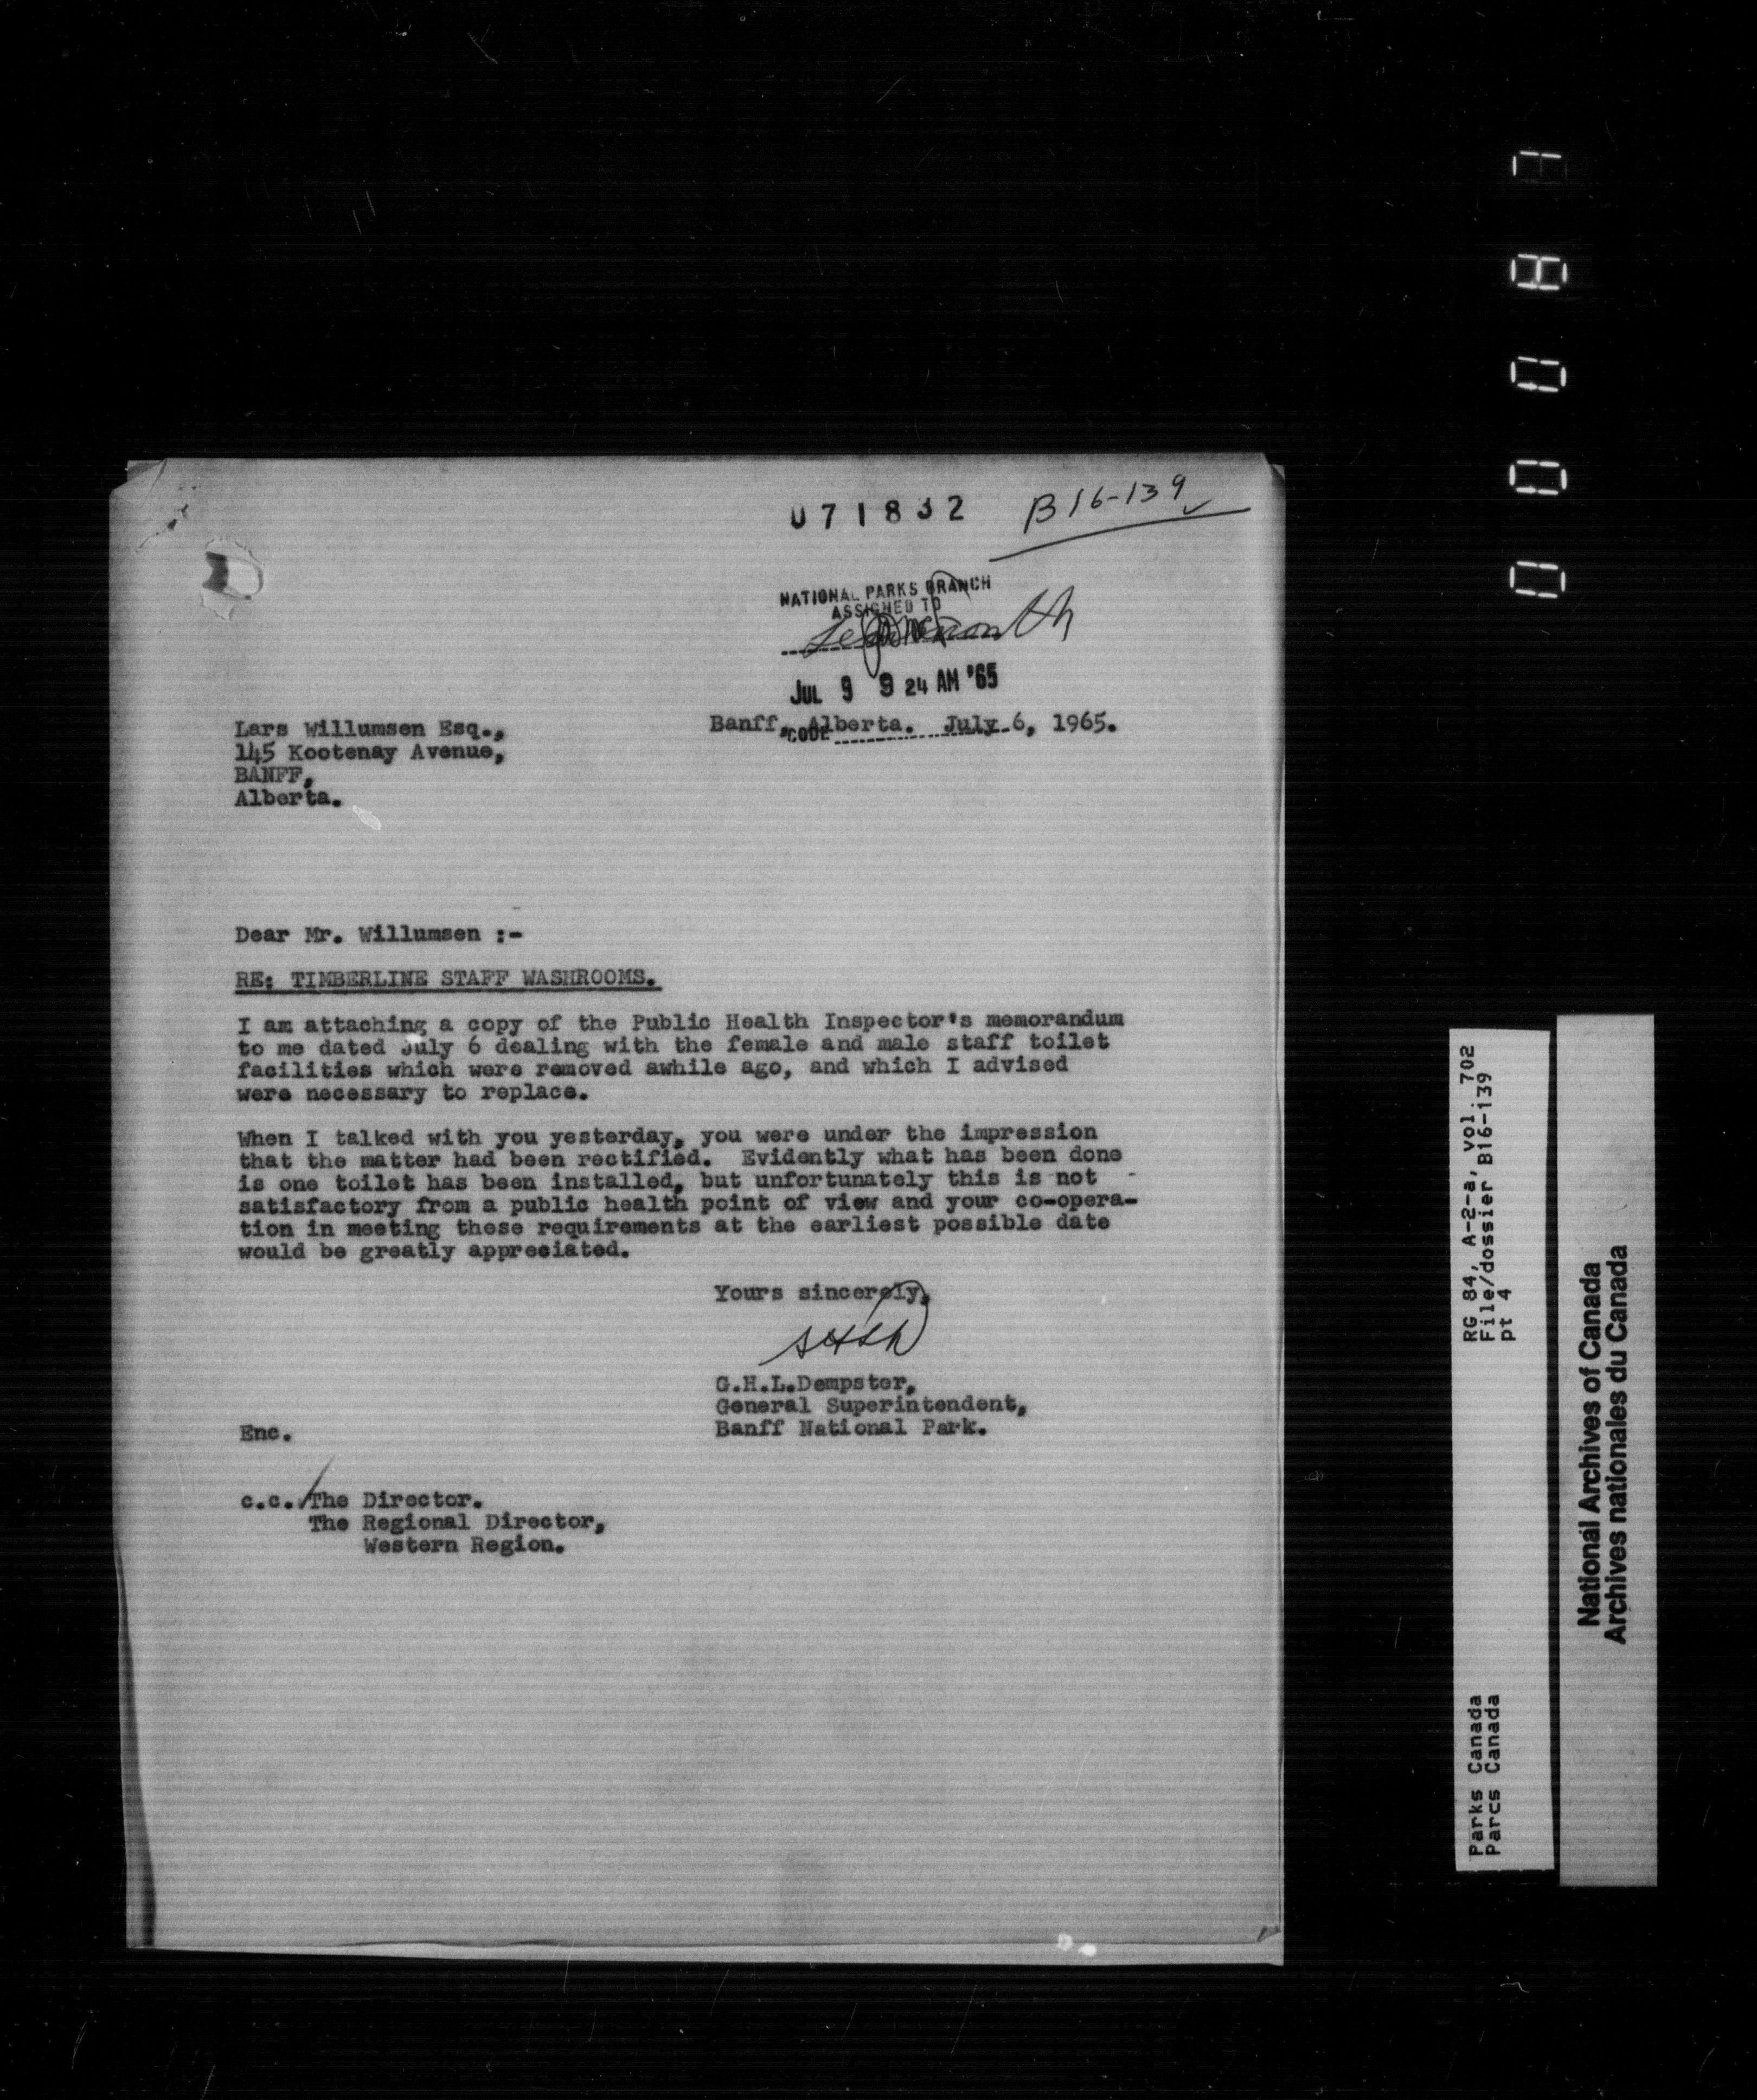 071832
B16-139
NATIONAL PARKS BRANCH
ASSIGNED TO
JUL 9 9 24 AM '65
CODE
Banff, Alberta. July 6, 1965.
Lars Willumsen Esq.,
145 Kootenay Avenue,
BANFF,
Alberta.
Dear Mr. Willumsen :-
RE: TIMBERLINE STAFF WASHROOMS.
I am attaching a copy of the Public Health Inspector's memorandum
to me dated July 6 dealing with the female and male staff toilet
facilities which were removed awhile ago, and which I advised
were necessary to replace.
When I talked with you yesterday, you were under the impression
that the matter had been rectified. Evidently what has been done
is one toilet has been installed, but unfortunately this is not
satisfactory from a public health point of view and your co-opera-
tion in meeting these requirements at the earliest possible date
would be greatly appreciated.
Yours sincerely,
G.H.L.Dempster,
General Superintendent,
Banff National Park.
Enc.
c.c. The Director.
The Regional Director,
Western Region.
RG 84, A-2-a, vol. 702
File/dossier B16-139
pt 4
Parks Canada
Parcs Canada
National Archives of Canada
Archives nationales du Canada